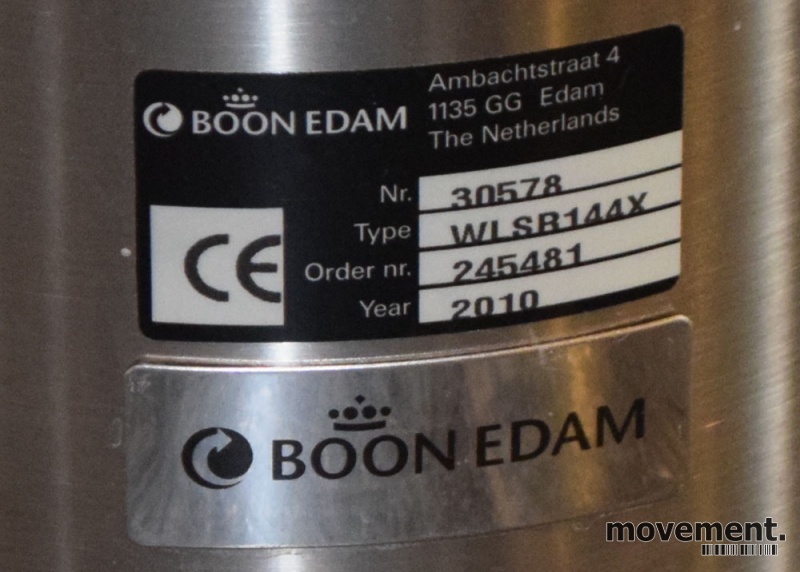 BOON EDAM
Ambachtstraat 4
1135 GG Edam
The Netherlands
Nr. 30578
Type WLSB144X
Order nr. 245481
Year 2010
CE
BOON EDAM
movement.